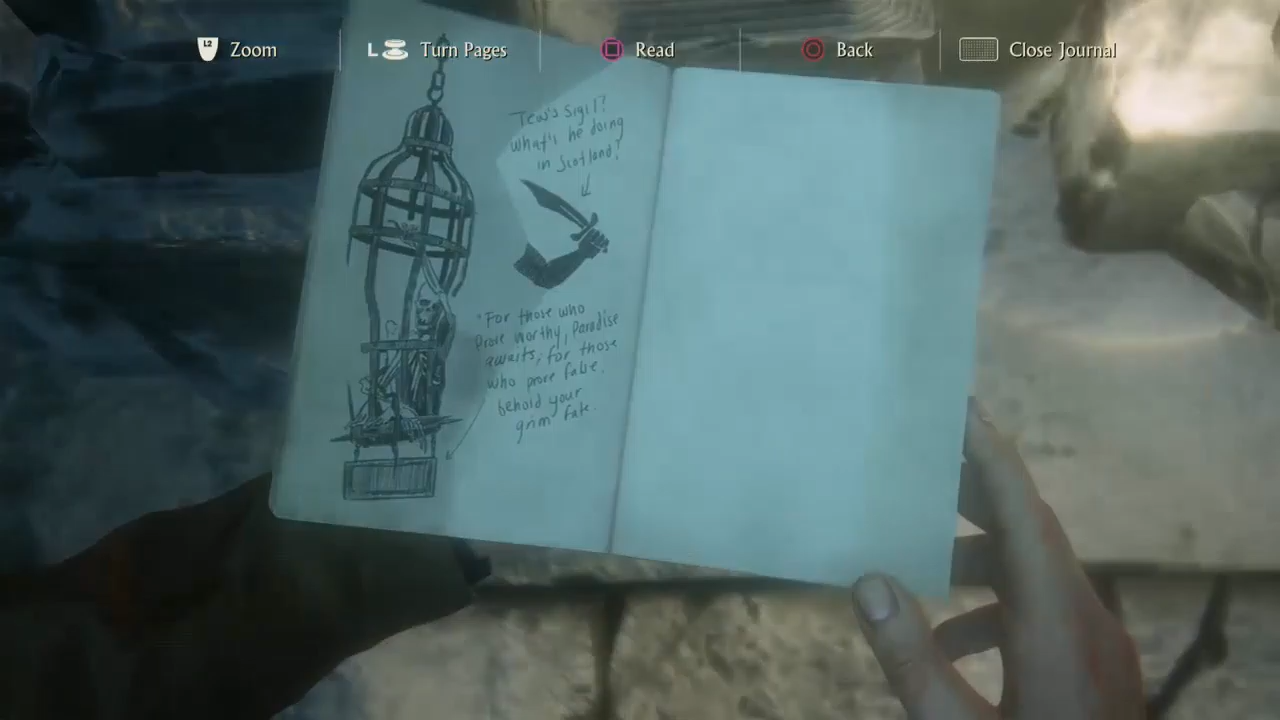 L2 Zoom
L Turn Pages
Read
Back
Close Journal
Tew's sigil?
What's he doing
in Scotland?
"For those who
prove worthy, paradise
awaits; for those
who prove false,
behold your
grim fate.